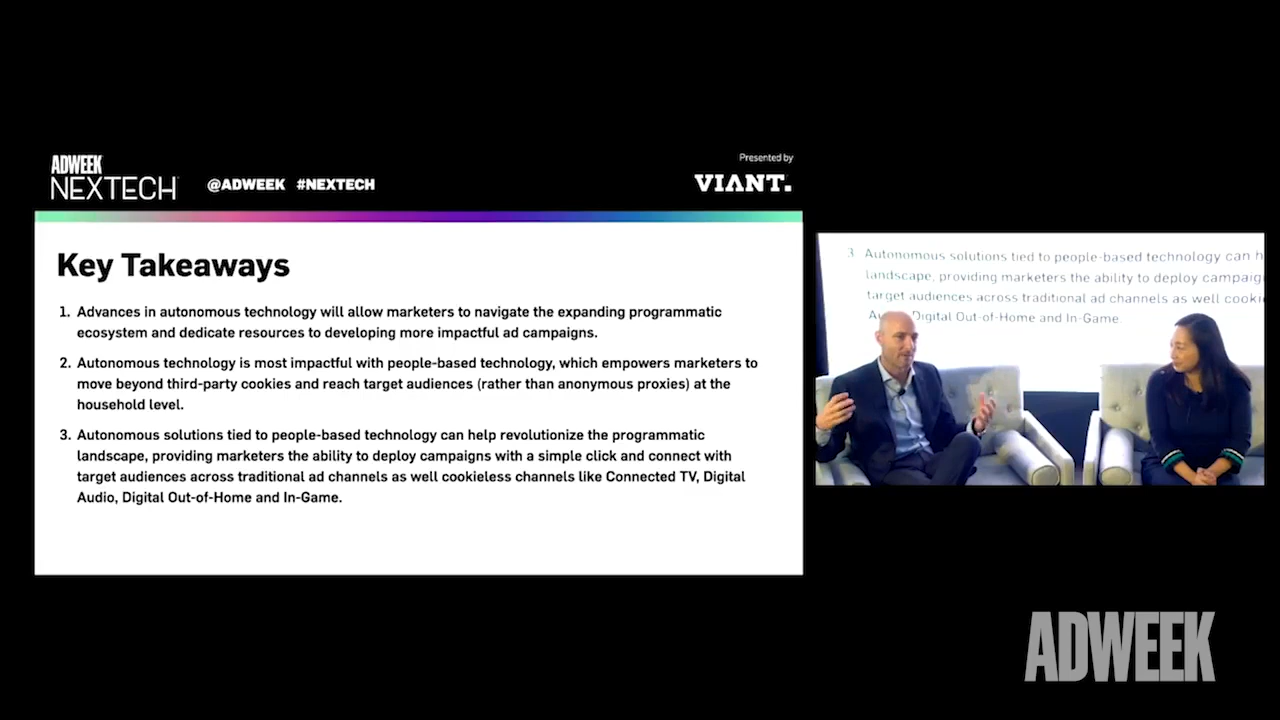 ADWEEK
NEXTECH
@ADWEEK #NEXTECH
Presented by
VIANT.
Key Takeaways
1. Advances in autonomous technology will allow marketers to navigate the expanding programmatic
ecosystem and dedicate resources to developing more impactful ad campaigns.
2. Autonomous technology is most impactful with people-based technology, which empowers marketers to
move beyond third-party cookies and reach target audiences (rather than anonymous proxies) at the
household level.
3. Autonomous solutions tied to people-based technology can help revolutionize the programmatic
landscape, providing marketers the ability to deploy campaigns with a simple click and connect with
target audiences across traditional ad channels as well cookieless channels like Connected TV, Digital
Audio, Digital Out-of-Home and In-Game.
3 Autonomous solutions tied to people-based technology can h
landscape, providing marketers the ability to deploy campaig
target audiences across traditional ad channels as well cooki
Digital Out-of-Home and In-Game.
ADWEEK